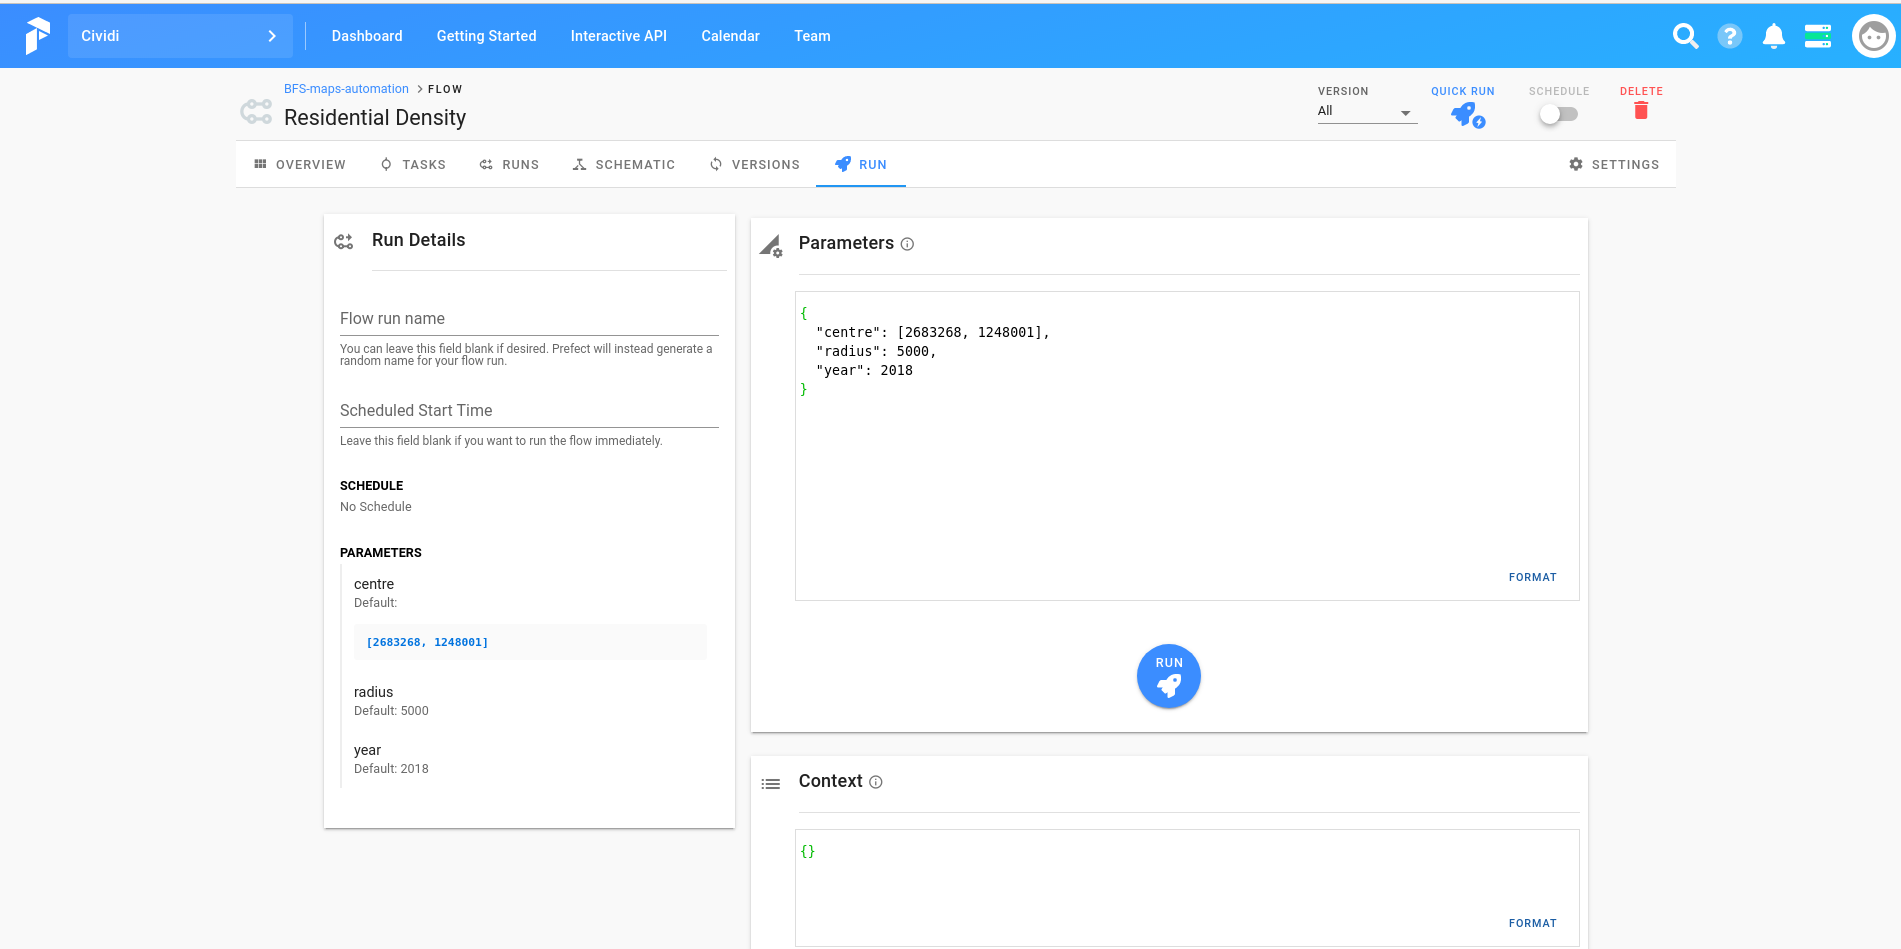 Cividi
Dashboard
Getting Started
Interactive API
Calendar
Team
?
BFS-maps-automation > FLOW
Residential Density
VERSION
All
QUICK RUN
SCHEDULE
DELETE
OVERVIEW
TASKS
RUNS
SCHEMATIC
VERSIONS
RUN
SETTINGS
Run Details
Flow run name
You can leave this field blank if desired. Prefect will instead generate a
random name for your flow run.
Scheduled Start Time
Leave this field blank if you want to run the flow immediately.
SCHEDULE
No Schedule
PARAMETERS
centre
Default:
[2683268, 1248001]
radius
Default: 5000
year
Default: 2018
Parameters
{
"centre": [2683268, 1248001],
"radius": 5000,
"year": 2018
}
FORMAT
RUN
Context
{}
FORMAT